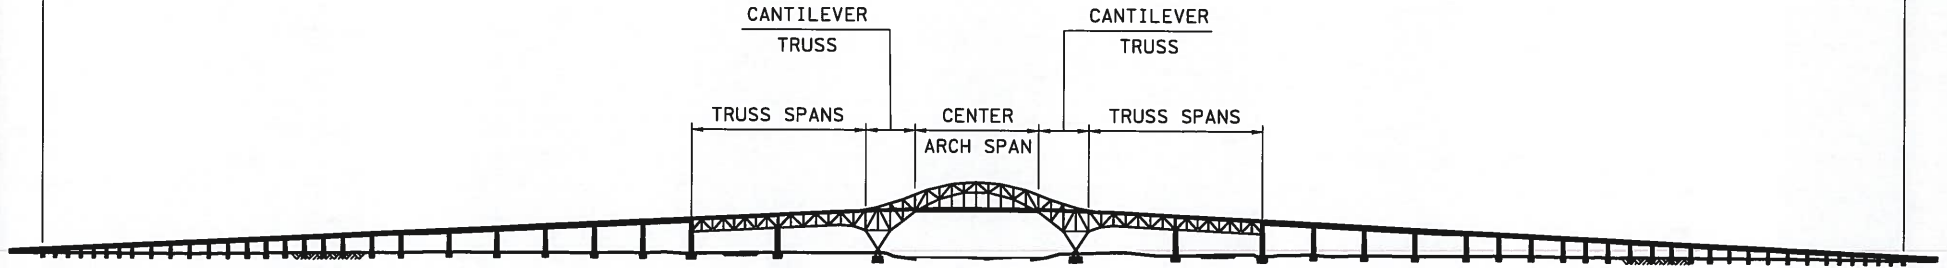 CANTILEVER
TRUSS
CANTILEVER
TRUSS
TRUSS SPANS
CENTER
ARCH SPAN
TRUSS SPANS